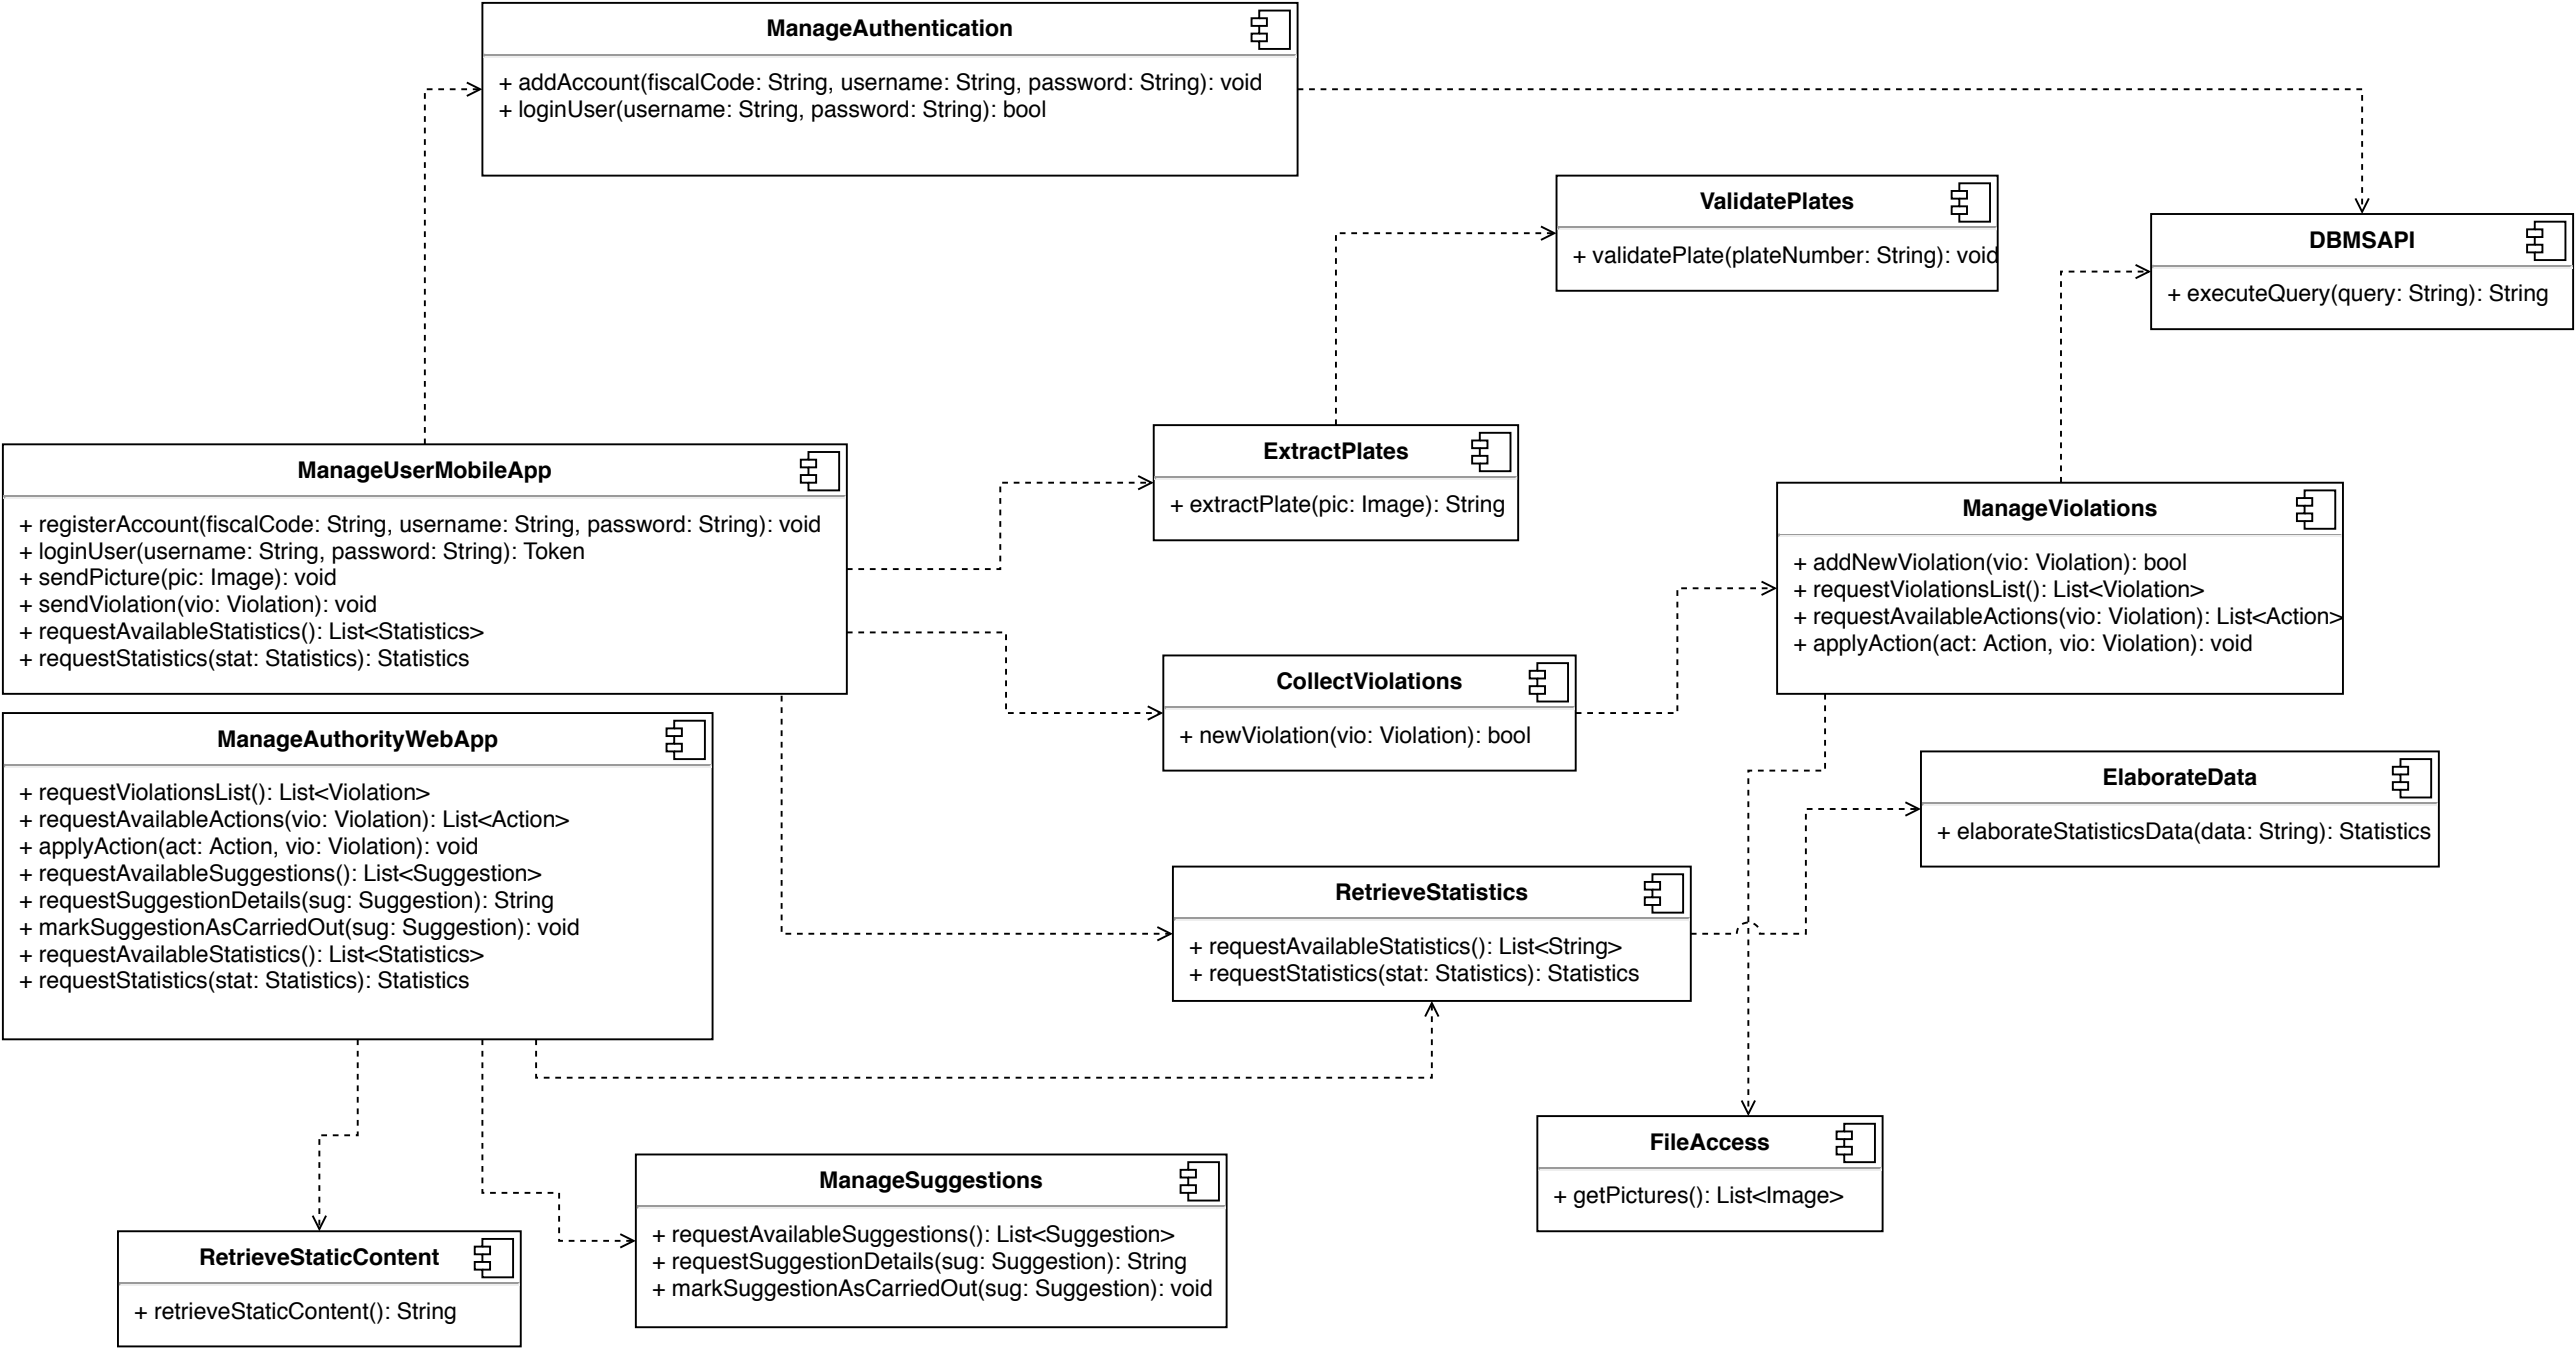 ManageAuthentication
+ addAccount(fiscalCode: String, username: String, password: String): void
+ loginUser(username: String, password: String): bool
ValidatePlates
+ validatePlate(plateNumber: String): void
DBMSAPI
+ executeQuery(query: String): String
ManageUserMobileApp
+ registerAccount(fiscalCode: String, username: String, password: String): void
+ loginUser(username: String, password: String): Token
+ sendPicture(pic: Image): void
+ sendViolation(vio: Violation): void
+ requestAvailableStatistics(): List<Statistics>
+ requestStatistics(stat: Statistics): Statistics
ExtractPlates
+ extractPlate(pic: Image): String
ManageViolations
+ addNewViolation(vio: Violation): bool
+ requestViolationsList(): List<Violation>
+ requestAvailableActions(vio: Violation): List<Action>
+ applyAction(act: Action, vio: Violation): void
CollectViolations
+ newViolation(vio: Violation): bool
ManageAuthorityWebApp
+ requestViolationsList(): List<Violation>
+ requestAvailableActions(vio: Violation): List<Action>
+ applyAction(act: Action, vio: Violation): void
+ requestAvailableSuggestions(): List<Suggestion>
+ requestSuggestionDetails(sug: Suggestion): String
+ markSuggestionAsCarriedOut(sug: Suggestion): void
+ requestAvailableStatistics(): List<Statistics>
+ requestStatistics(stat: Statistics): Statistics
ElaborateData
+ elaborateStatisticsData(data: String): Statistics
RetrieveStatistics
+ requestAvailableStatistics(): List<String>
+ requestStatistics(stat: Statistics): Statistics
FileAccess
+ getPictures(): List<Image>
ManageSuggestions
+ requestAvailableSuggestions(): List<Suggestion>
+ requestSuggestionDetails(sug: Suggestion): String
+ markSuggestionAsCarriedOut(sug: Suggestion): void
RetrieveStaticContent
+ retrieveStaticContent(): String